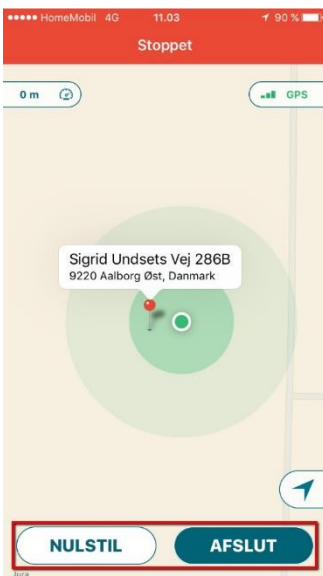 HomeMobil 4G 11.03 90 %
Stoppet
0 m GPS
Sigrid Undsets Vej 286B
9220 Aalborg Øst, Danmark
NULSTIL AFSLUT